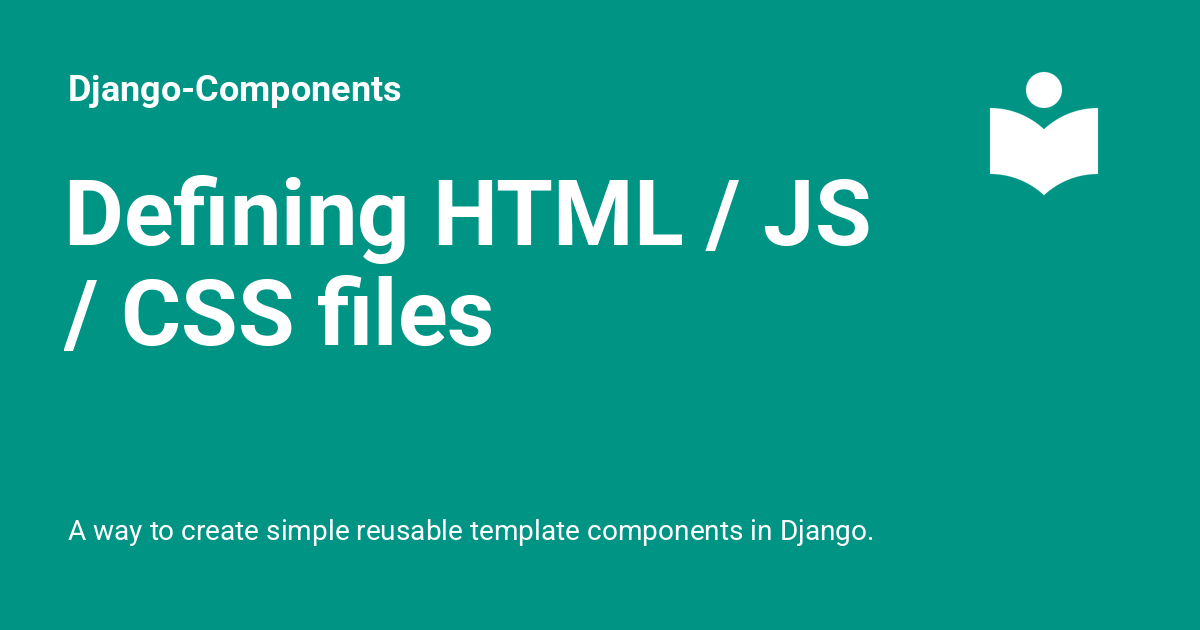 Django-Components
Defining HTML / JS
/ CSS files
A way to create simple reusable template components in Django.